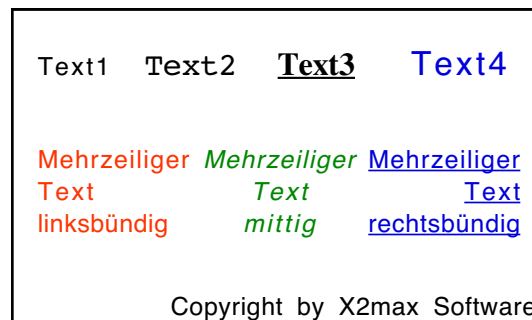 Text1 Text2 Text3 Text4
Mehrzeiliger Mehrzeiliger Mehrzeiliger
Text Text Text
linksbündig mittig rechtsbündig
Copyright by X2max Software